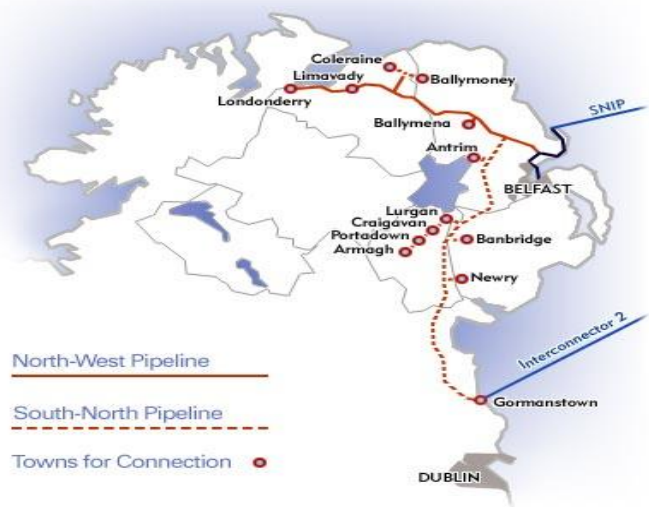 Coleraine
Limavady
Ballymoney
Londonderry
SNIP
Ballymena
Antrim
BELFAST
Lurgan
Craigavan
Portadown
Banbridge
Armagh
Newry
Interconnector 2
North-West Pipeline
Gormanstown
South-North Pipeline
Towns for Connection
DUBLIN